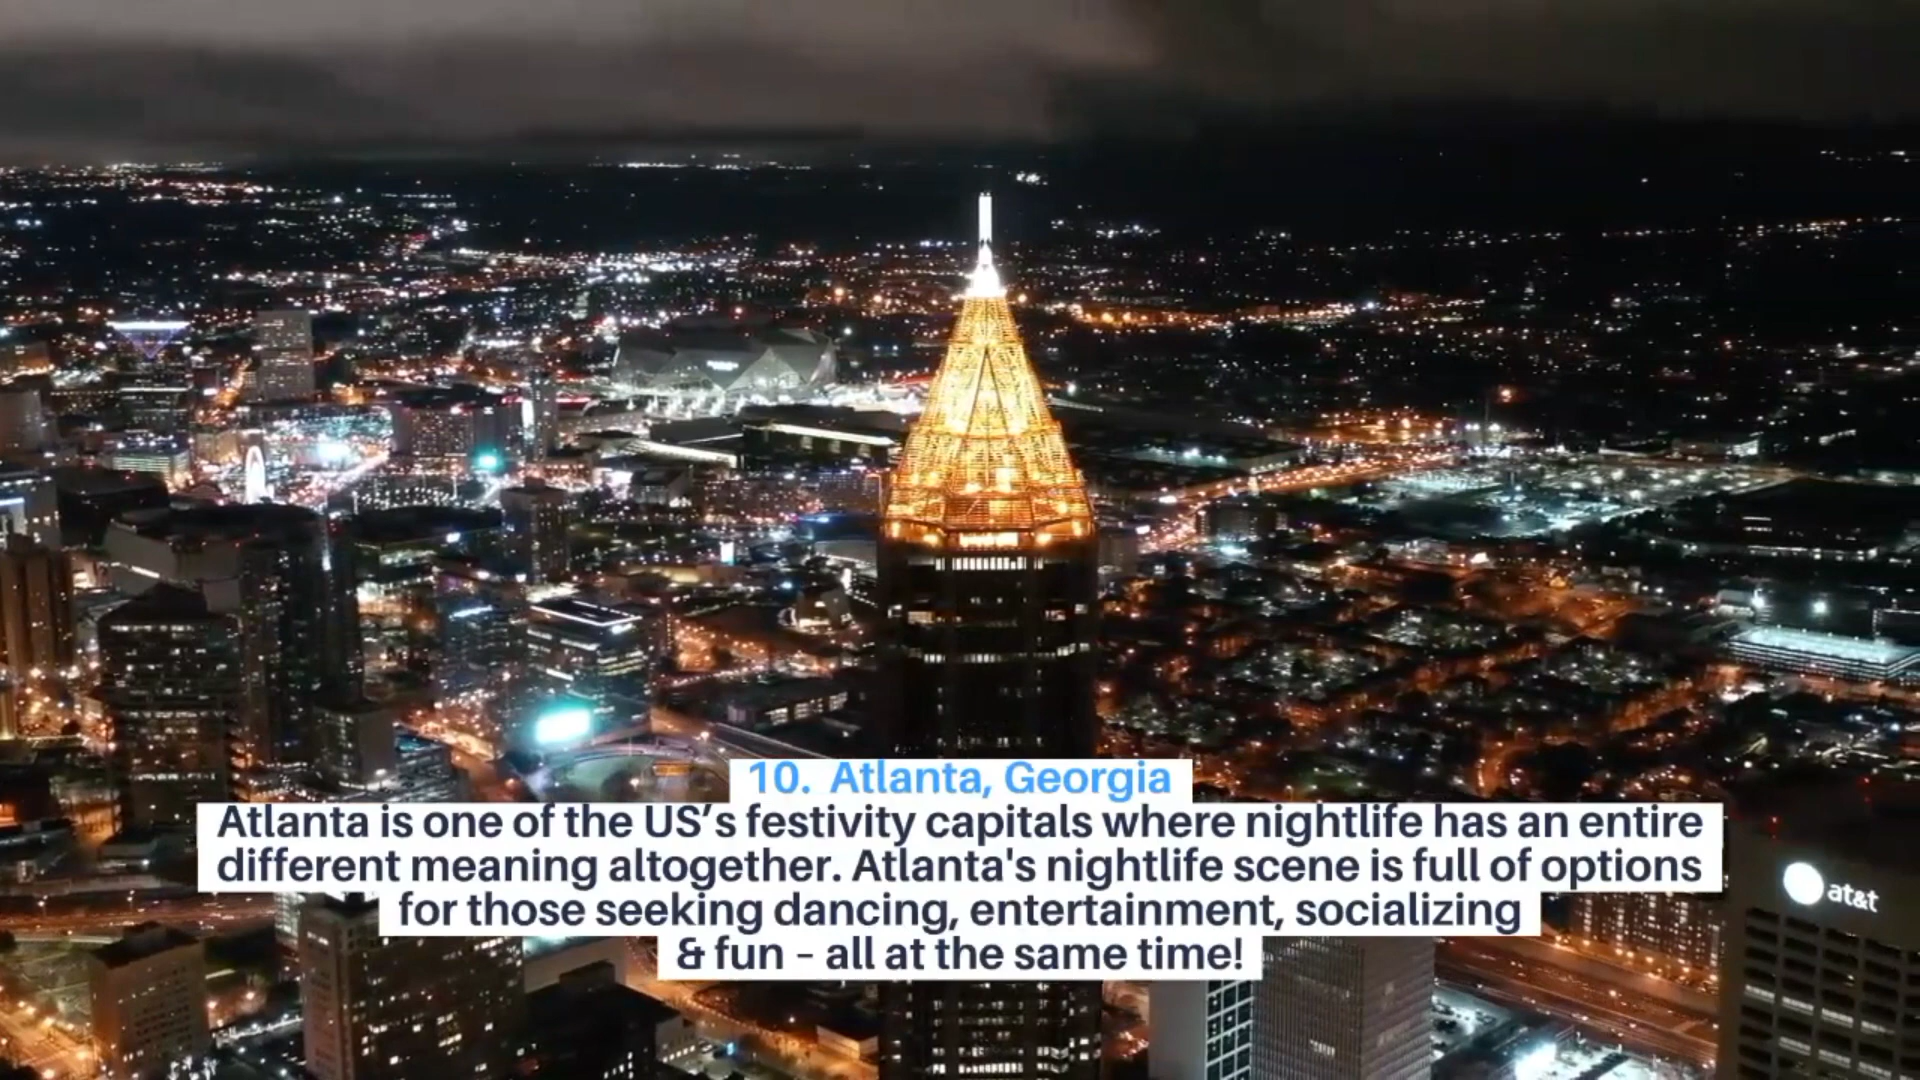 10. Atlanta, Georgia
Atlanta is one of the US’s festivity capitals where nightlife has an entire
different meaning altogether. Atlanta's nightlife scene is full of options
for those seeking dancing, entertainment, socializing
& fun – all at the same time!
at&t